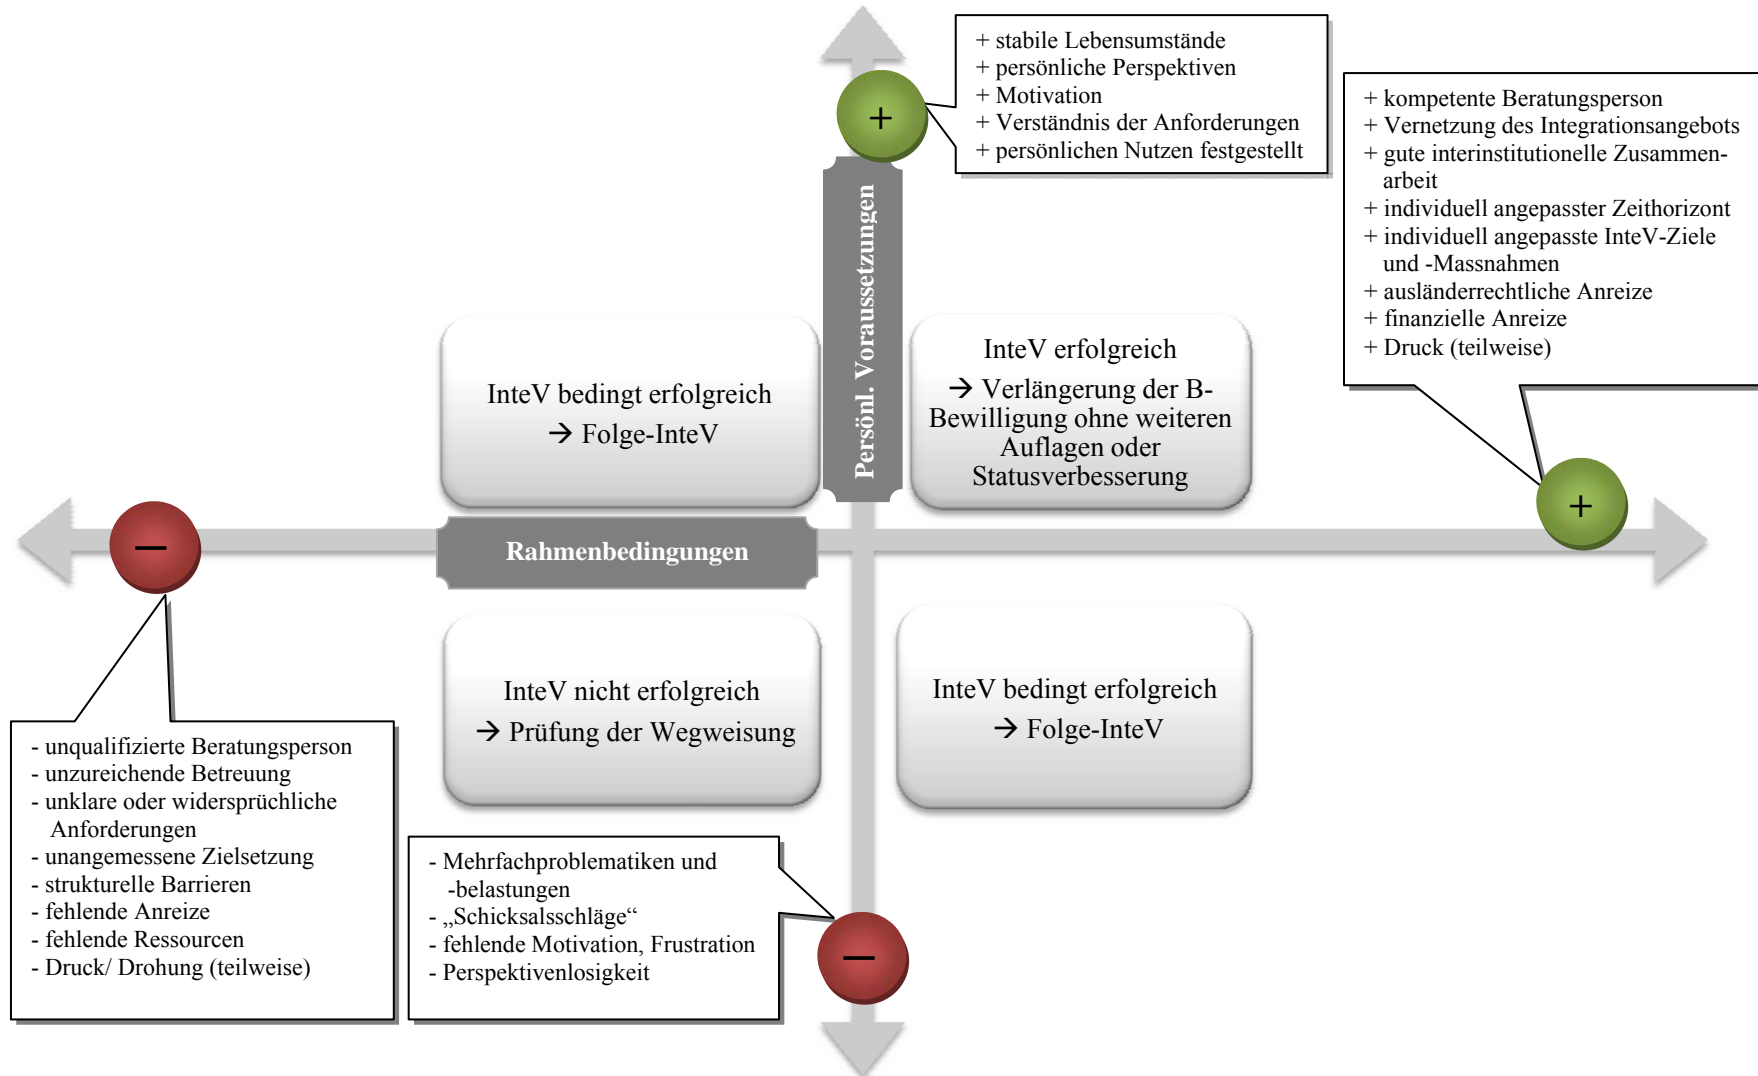 + stabile Lebensumstände
+ persönliche Perspektiven
+ Motivation
+ Verständnis der Anforderungen
+ persönlichen Nutzen festgestellt
+
+ kompetente Beratungsperson
+ Vernetzung des Integrationsangebots
+ gute interinstitutionelle Zusammen-
arbeit
+ individuell angepasster Zeithorizont
+ individuell angepasste InteV-Ziele
und -Massnahmen
+ ausländerrechtliche Anreize
+ finanzielle Anreize
+ Druck (teilweise)
+
Persönl. Voraussetzungen
InteV bedingt erfolgreich
→ Folge-InteV
InteV erfolgreich
→ Verlängerung der B-
Bewilligung ohne weiteren
Auflagen oder
Statusverbesserung
–
Rahmenbedingungen
InteV nicht erfolgreich
→ Prüfung der Wegweisung
InteV bedingt erfolgreich
→ Folge-InteV
- unqualifizierte Beratungsperson
- unzureichende Betreuung
- unklare oder widersprüchliche
Anforderungen
- unangemessene Zielsetzung
- strukturelle Barrieren
- fehlende Anreize
- fehlende Ressourcen
- Druck/ Drohung (teilweise)
- Mehrfachproblematiken und
-belastungen
- „Schicksalsschläge“
- fehlende Motivation, Frustration
- Perspektivenlosigkeit
–